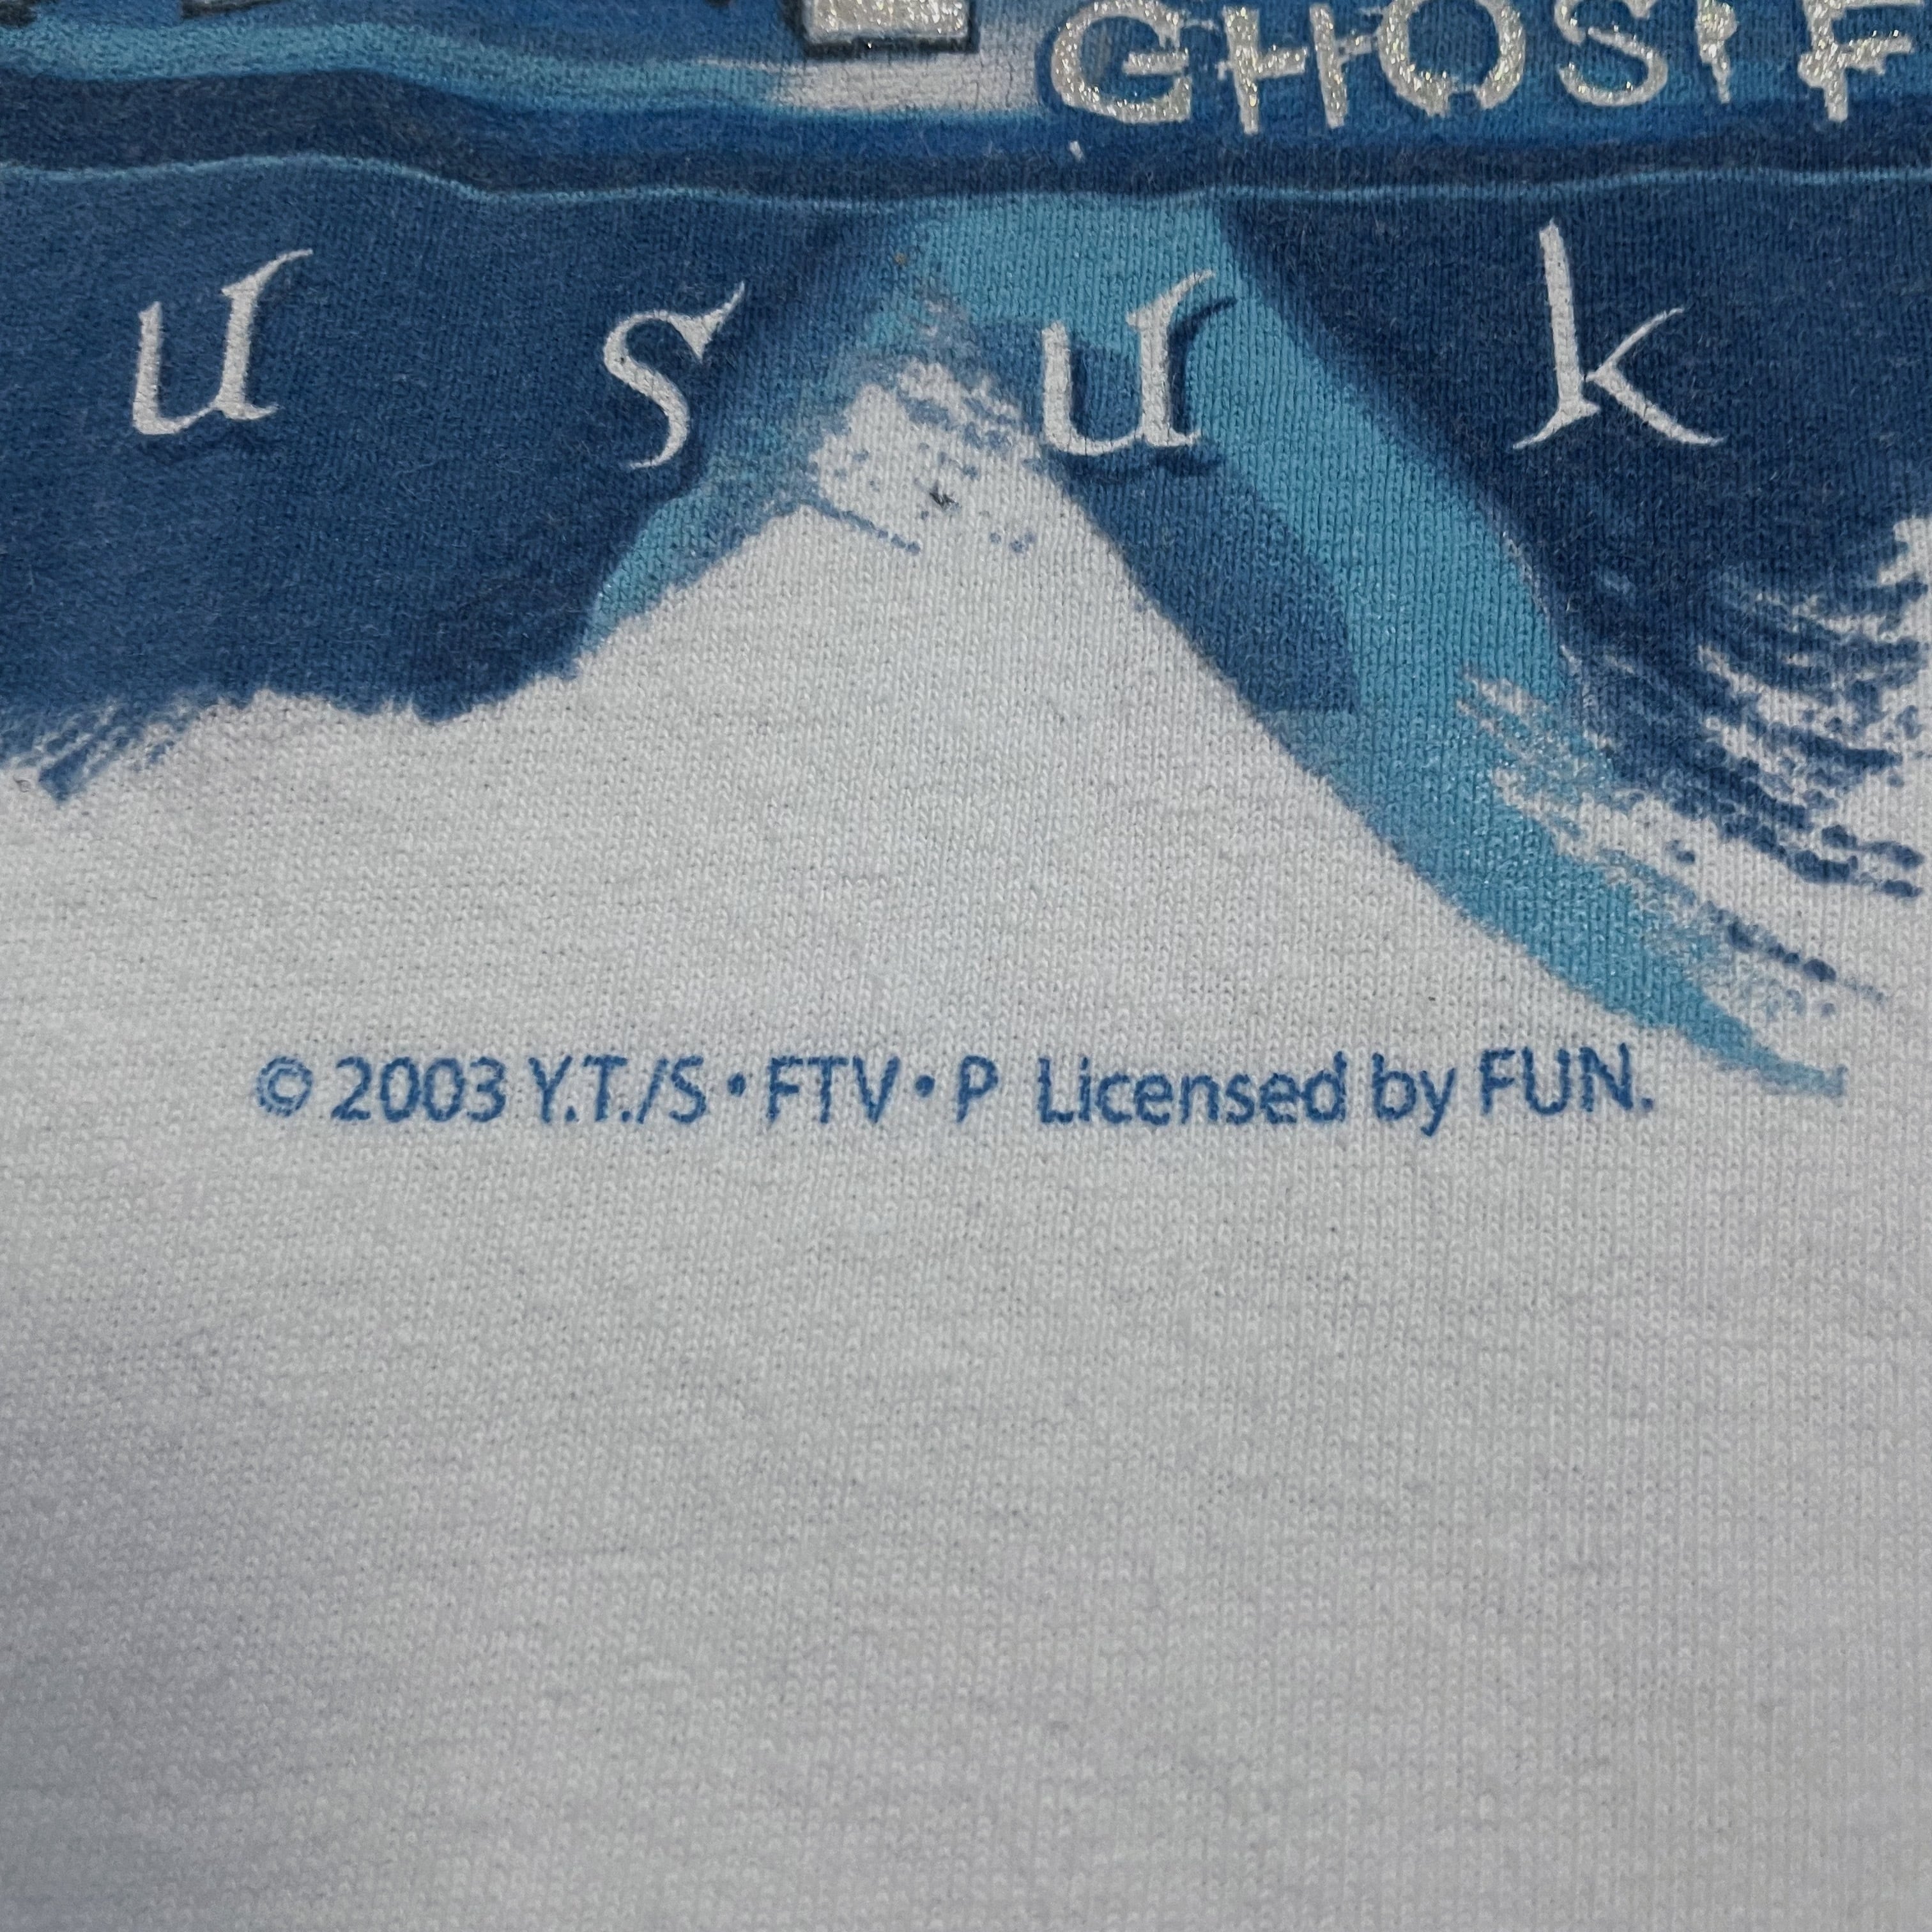 GHOST F
u s u k
© 2003 Y.T./S • FTV • P Licensed by FUN.